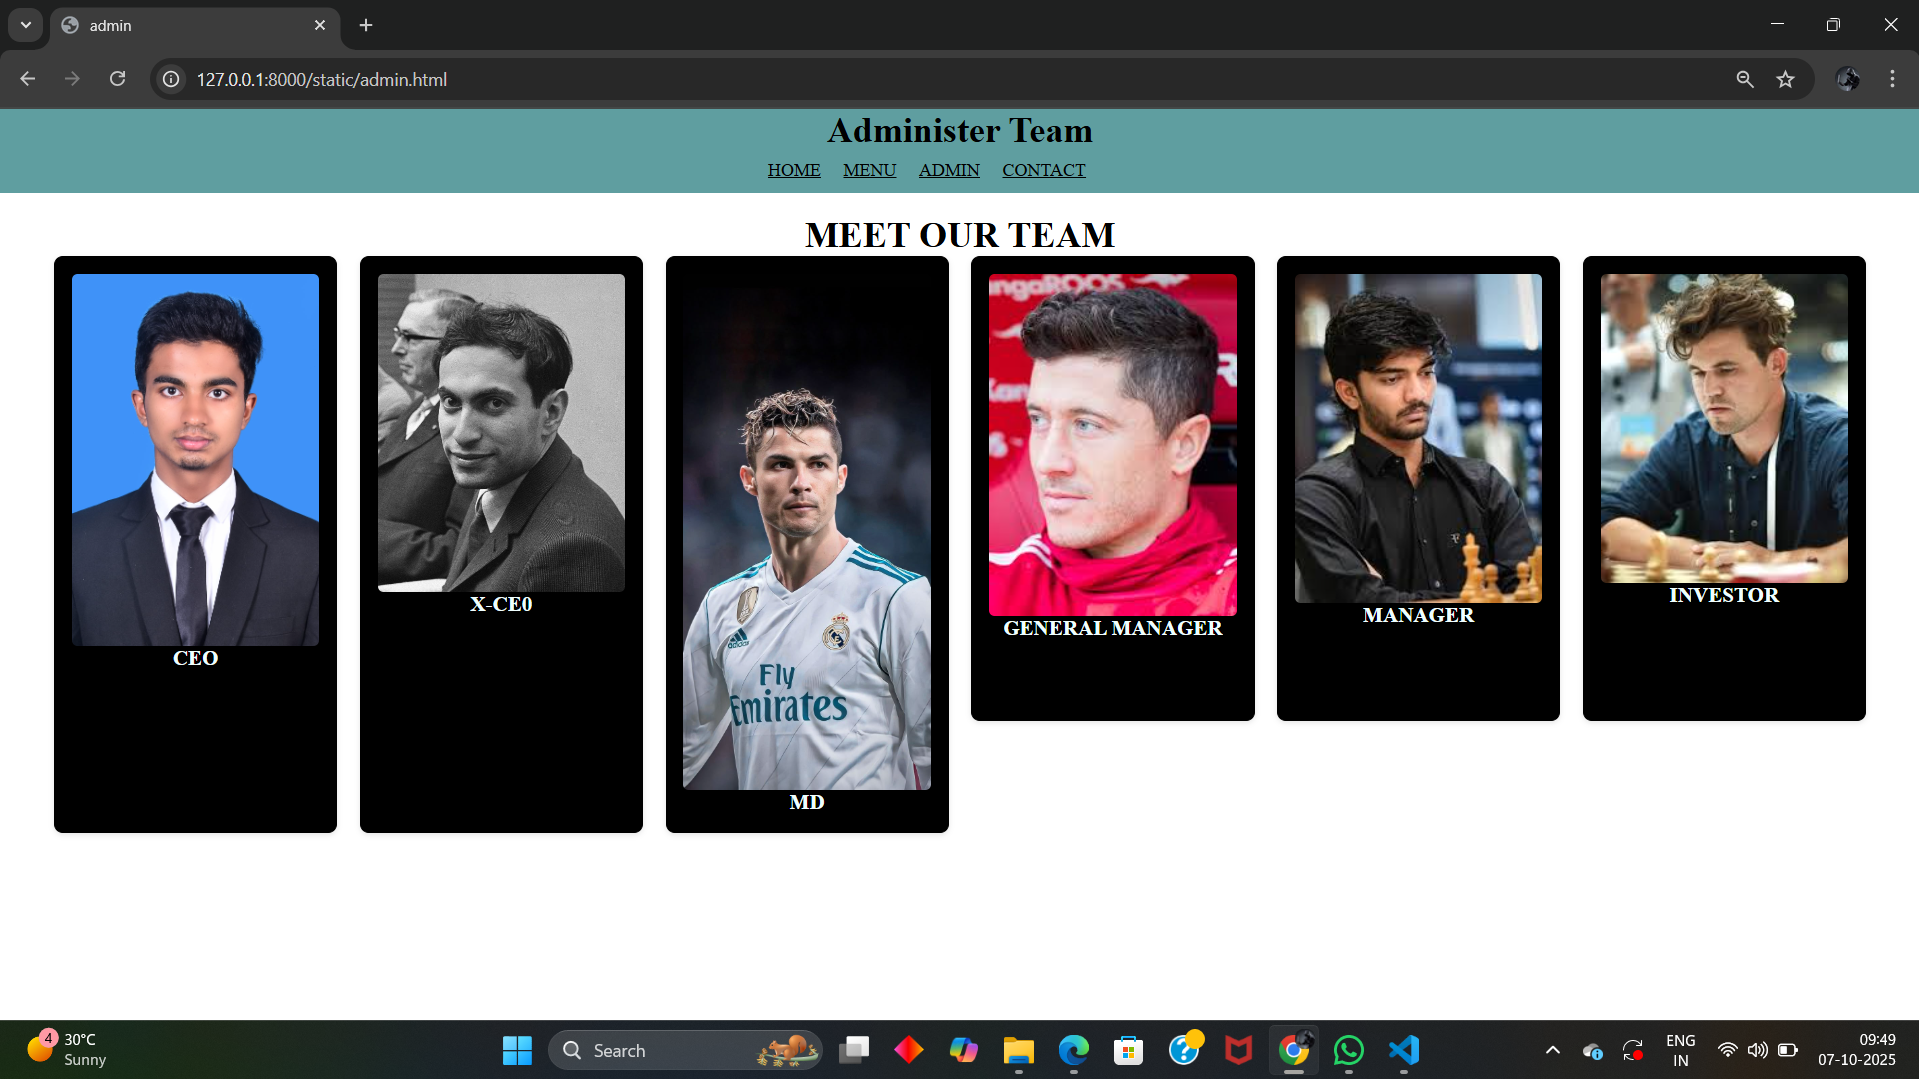 admin
127.0.0.1:8000/static/admin.html
Administer Team
HOME MENU ADMIN CONTACT
MEET OUR TEAM
ngaROOS
Fly
Emirates
CEO
X-CE0
MD
GENERAL MANAGER
MANAGER
INVESTOR
4
30°C
Sunny
Search
ENG
IN
09:49
07-10-2025